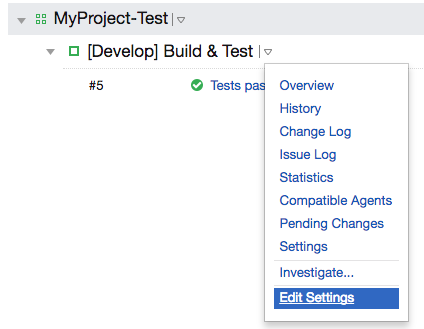 MyProject-Test
[Develop] Build & Test
#5 Tests pas
Overview
History
Change Log
Issue Log
Statistics
Compatible Agents
Pending Changes
Settings
Investigate...
Edit Settings